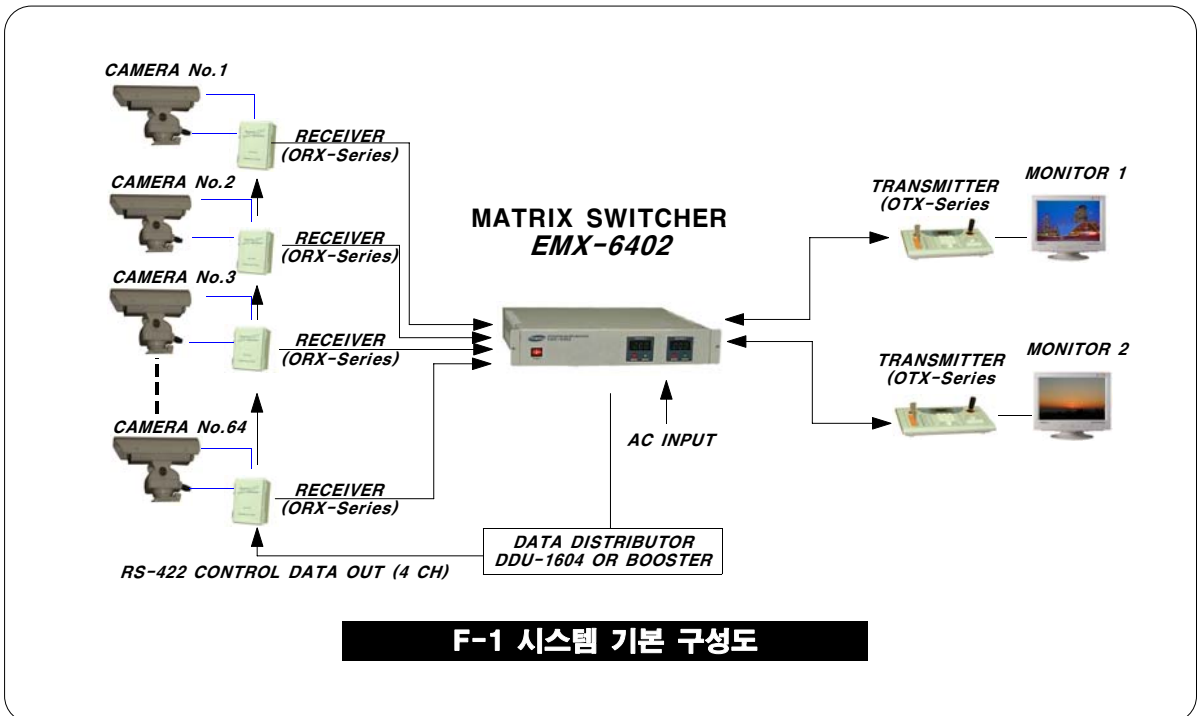 CAMERA No.1
RECEIVER
(ORX-Series)
CAMERA No.2
RECEIVER
(ORX-Series)
CAMERA No.3
RECEIVER
(ORX-Series)
CAMERA No.64
RECEIVER
(ORX-Series)
MATRIX SWITCHER
EMX-6402
TRANSMITTER
(OTX-Series
MONITOR 1
TRANSMITTER
(OTX-Series
MONITOR 2
AC INPUT
DATA DISTRIBUTOR
DDU-1604 OR BOOSTER
RS-422 CONTROL DATA OUT (4 CH)
F-1 시스템 기본 구성도